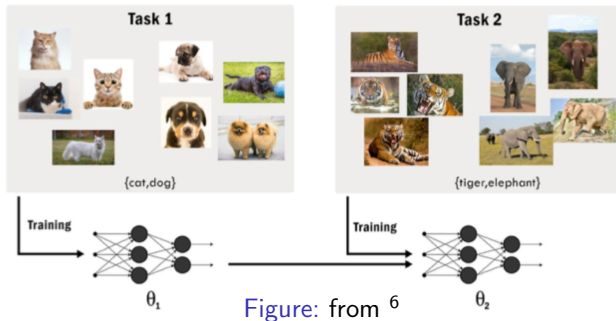 Task 1
Task 2
{cat,dog}
{tiger,elephant}
Training
Training
θ₁
θ₂
Figure: from ⁶